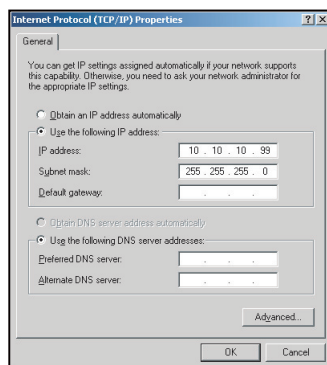 Internet Protocol (TCP/IP) Properties
General
You can get IP settings assigned automatically if your network supports
this capability. Otherwise, you need to ask your network administrator for
the appropriate IP settings.
Obtain an IP address automatically
Use the following IP address:
IP address: 10 . 10 . 10 . 99
Subnet mask: 255 . 255 . 255 . 0
Default gateway: . . .
Obtain DNS server address automatically
Use the following DNS server addresses:
Preferred DNS server: . . .
Alternate DNS server: . . .
Advanced...
OK Cancel